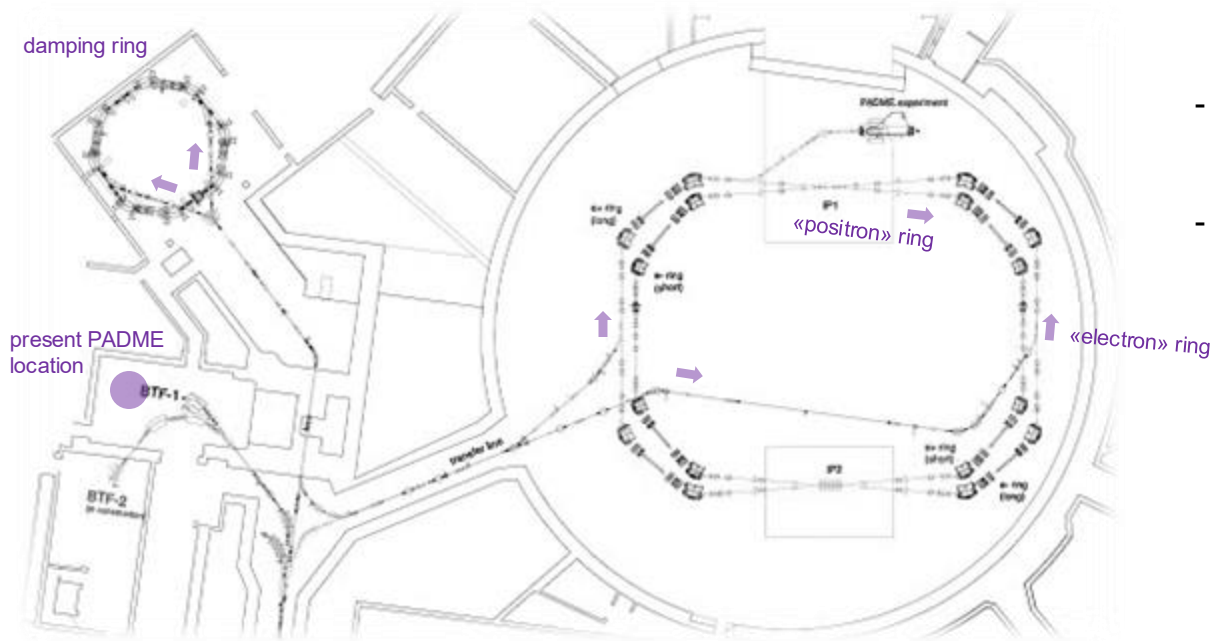 damping ring
PADME experiment
e+ ring
(long)
IP1
«positron» ring
e- ring
(short)
present PADME
location
«electron» ring
BTF-1
transfer line
IP2
e+ ring
(short)
e- ring
(long)
BTF-2
-
-